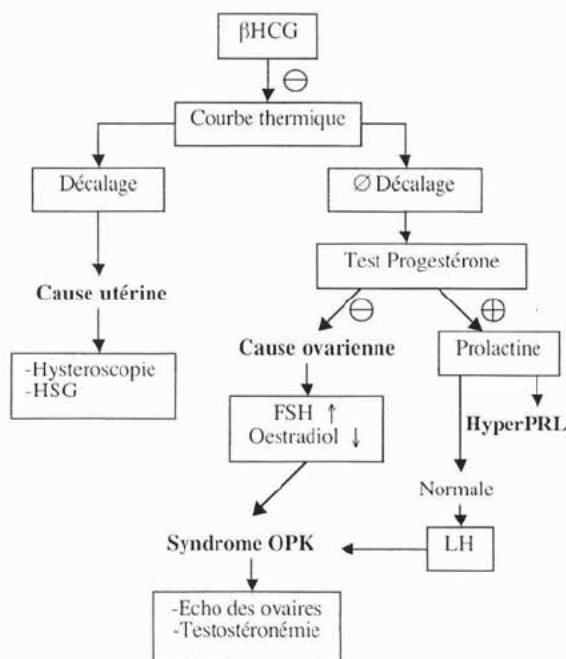 βHCG
⊖
Courbe thermique
Décalage
∅ Décalage
Test Progestérone
Cause utérine
⊖
⊕
Cause ovarienne
Prolactine
-Hysteroscopie
-HSG
FSH ↑
Oestradiol ↓
HyperPRL
Normale
Syndrome OPK
LH
-Echo des ovaires
-Testostéronémie